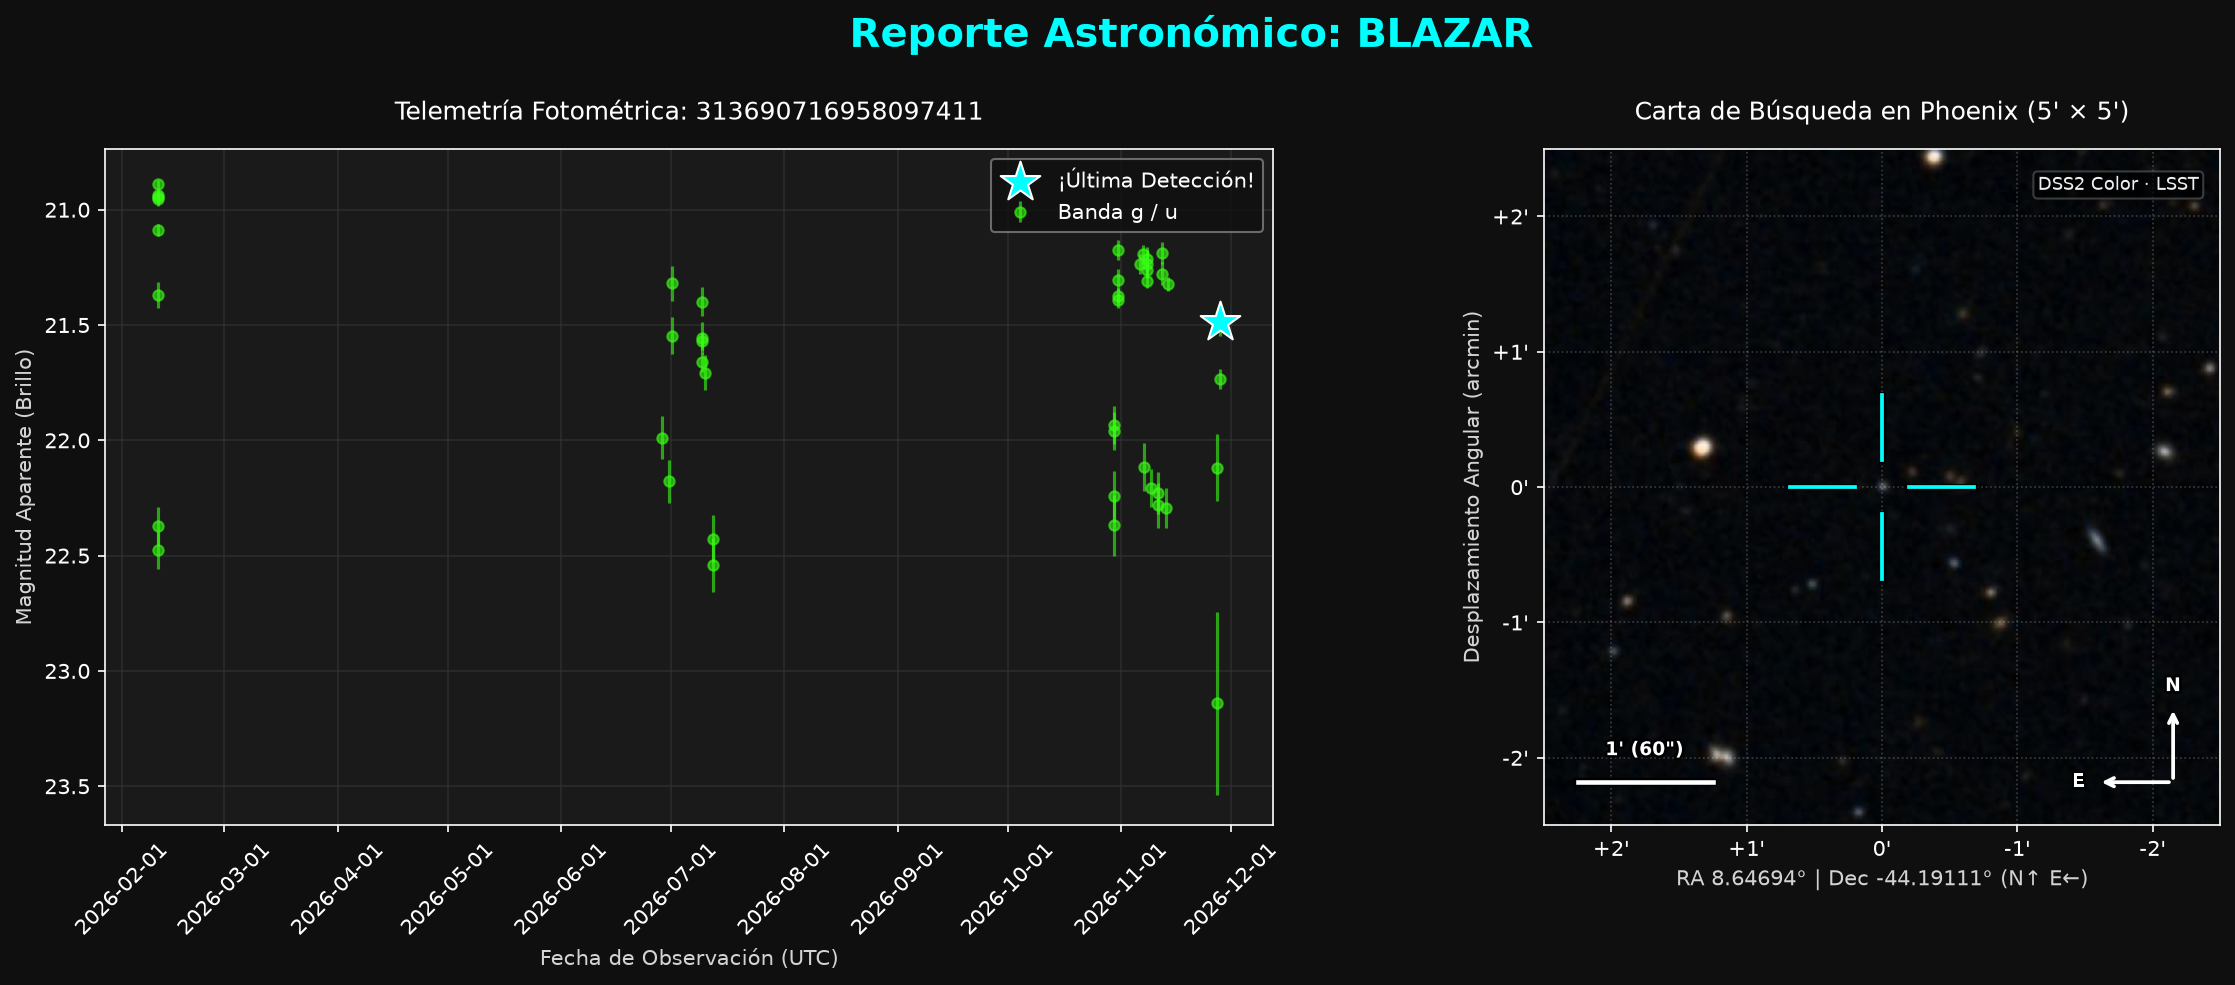 Reporte Astronómico: BLAZAR
Telemetría Fotométrica: 313690716958097411
¡Última Detección!
Banda g / u
Magnitud Aparente (Brillo)
21.0
21.5
22.0
22.5
23.0
23.5
2026-02-01
2026-03-01
2026-04-01
2026-05-01
2026-06-01
2026-07-01
2026-08-01
2026-09-01
2026-10-01
2026-11-01
2026-12-01
Fecha de Observación (UTC)
Carta de Búsqueda en Phoenix (5' × 5')
DSS2 Color · LSST
Desplazamiento Angular (arcmin)
+2'
+1'
0'
-1'
-2'
N
E
1' (60")
+2'
+1'
0'
-1'
-2'
RA 8.64694° | Dec -44.19111° (N↑ E←)